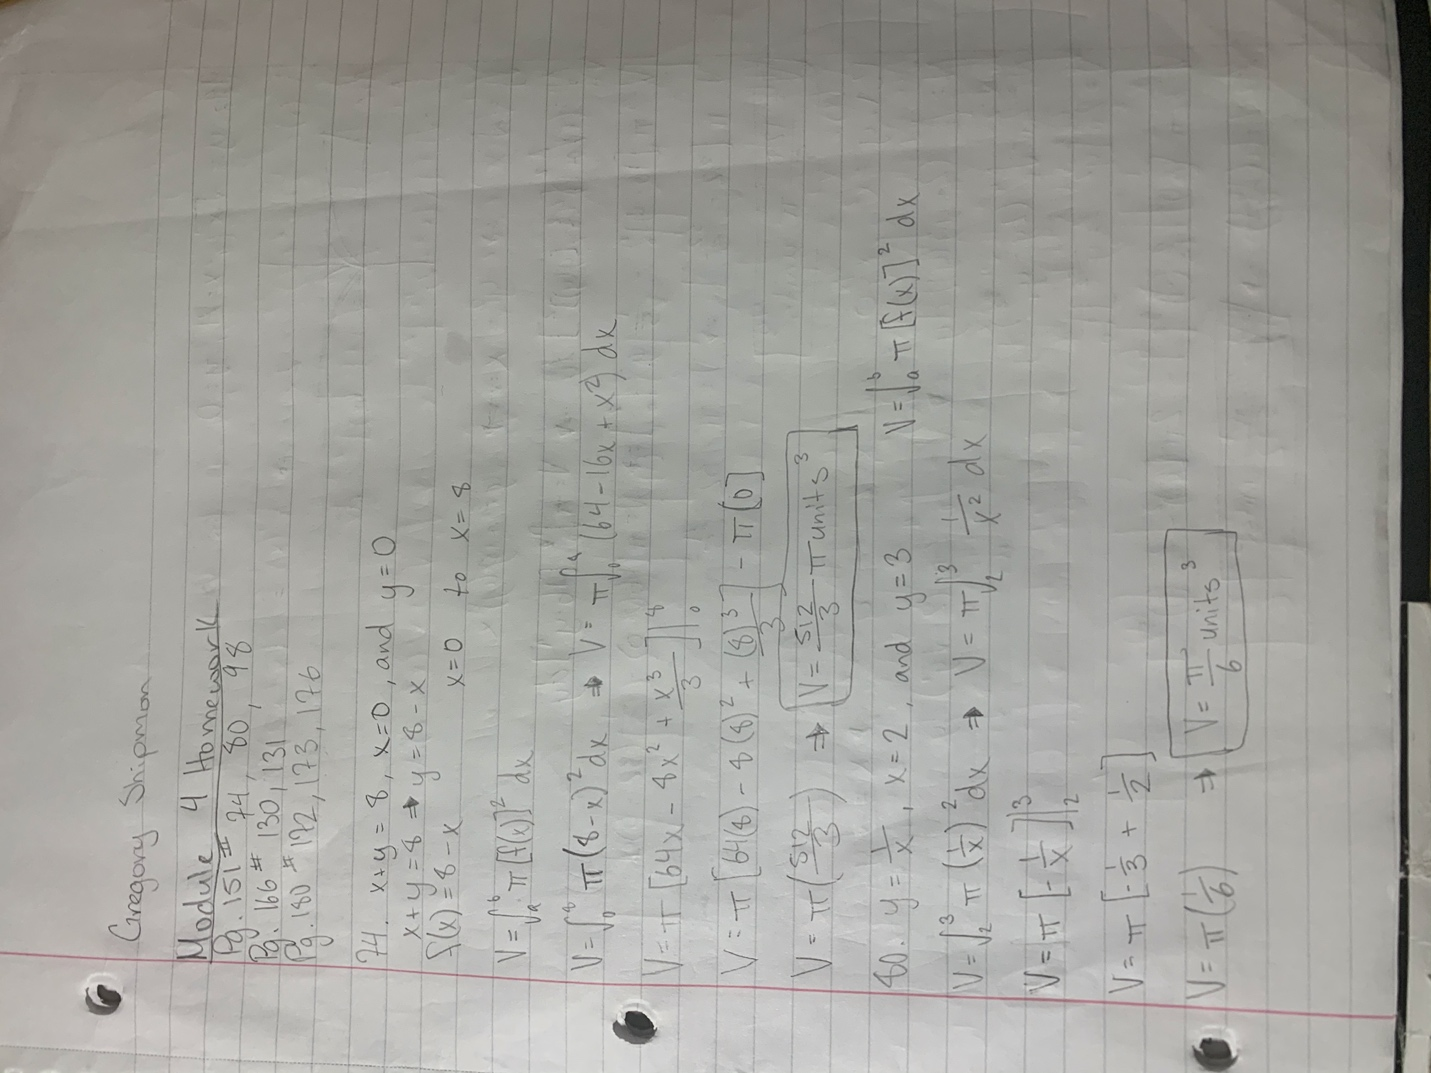 Gregory Shipman
Module 4 Homework
Pg. 151 # 74, 80, 98
Pg. 166 # 130, 131
Pg. 180 # 172, 173, 176
74. x+y=8, x=0, and y=0
x+y=8 → y=8-x
f(x)=8-x x=0 to x=8
V=∫ₐᵇ π[f(x)]² dx
V=∫₀⁸ π(8-x)² dx → V=π∫₀⁸ (64-16x+x²) dx
V=π[64x-8x²+x³/3]|₀⁸
V=π[64(8)-8(8)²+(8)³/3]-π[0]
V=π(512/3) → V=512/3 π units³
80. y=1/x, x=2, and y=3 V=∫ₐᵇ π[f(x)]² dx
V=∫₂³ π(1/x)² dx → V=π∫₂³ 1/x² dx
V=π[-1/x]|₂³
V=π[-1/3+1/2]
V=π(1/6) → V=π/6 units³